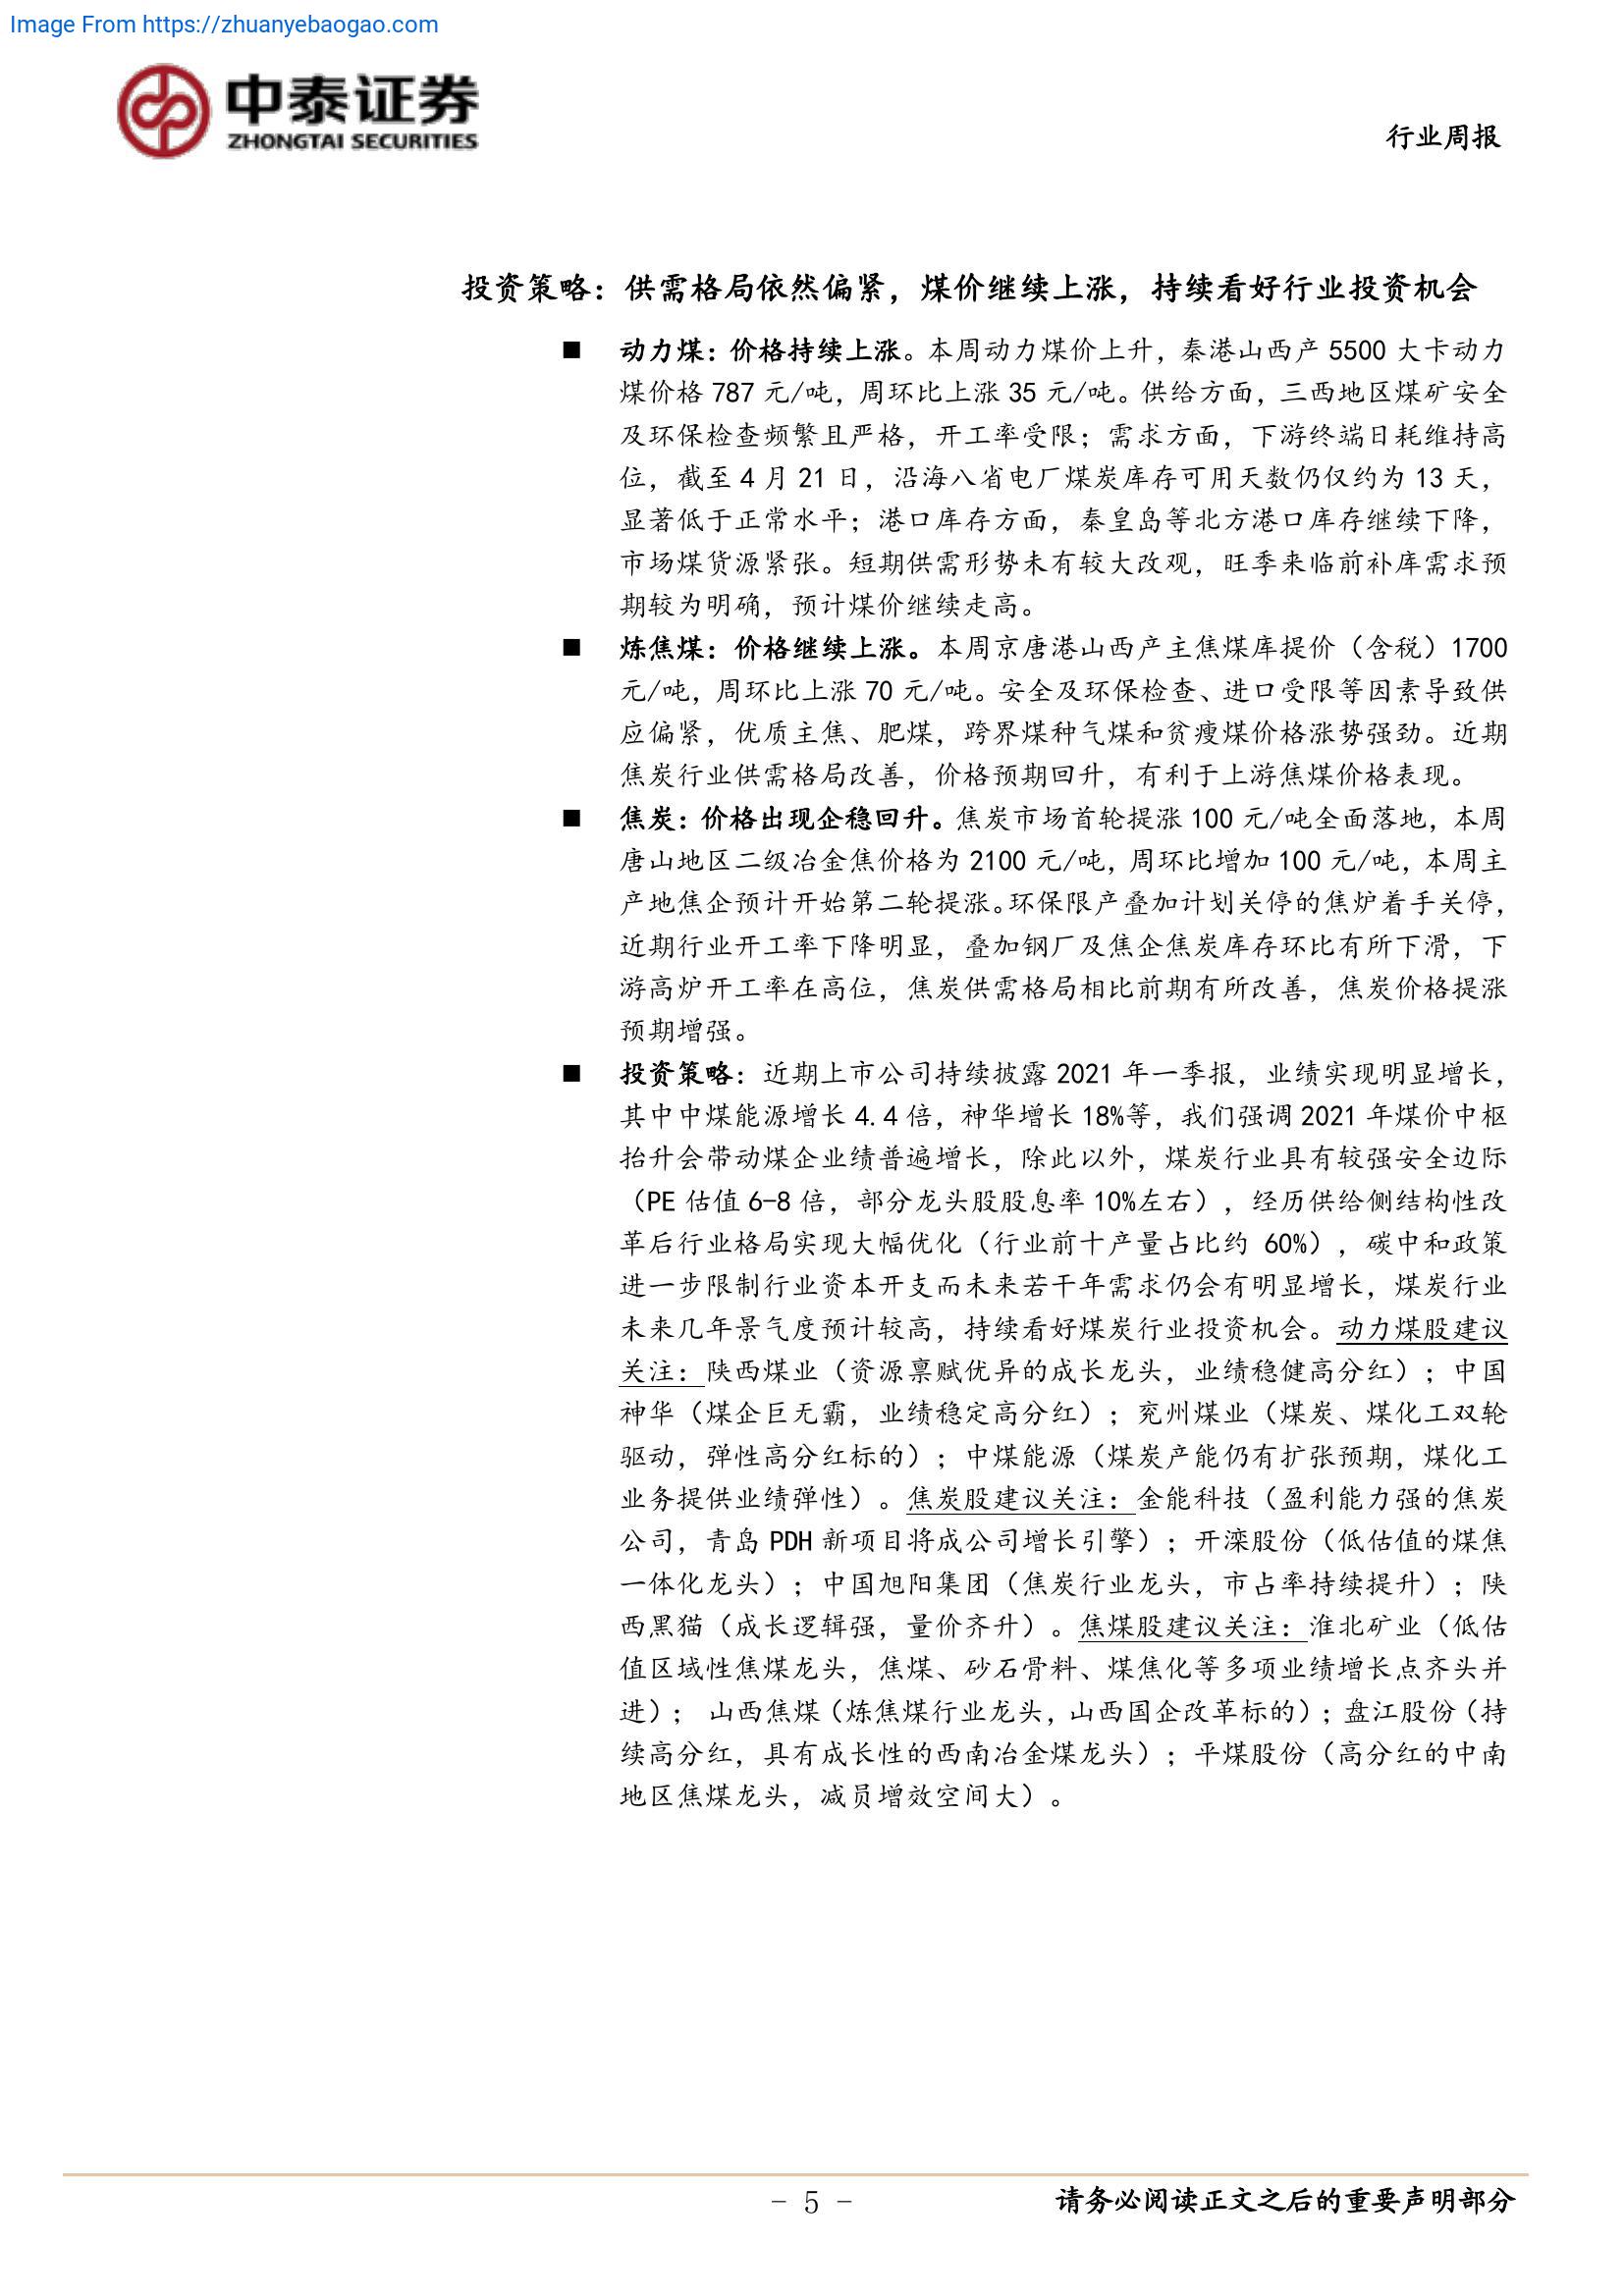 Image From https://zhuanyebaogao.com
中泰证券
ZHONGTAI SECURITIES
行业周报
投资策略：供需格局依然偏紧，煤价继续上涨，持续看好行业投资机会
■ 动力煤：价格持续上涨。本周动力煤价上升，秦港山西产 5500 大卡动力
煤价格 787 元/吨，周环比上涨 35 元/吨。供给方面，三西地区煤矿安全
及环保检查频繁且严格，开工率受限；需求方面，下游终端日耗维持高
位，截至 4 月 21 日，沿海八省电厂煤炭库存可用天数仍仅约为 13 天，
显著低于正常水平；港口库存方面，秦皇岛等北方港口库存继续下降，
市场煤货源紧张。短期供需形势未有较大改观，旺季来临前补库需求预
期较为明确，预计煤价继续走高。
■ 炼焦煤：价格继续上涨。本周京唐港山西产主焦煤库提价（含税）1700
元/吨，周环比上涨 70 元/吨。安全及环保检查、进口受限等因素导致供
应偏紧，优质主焦、肥煤，跨界煤种气煤和贫瘦煤价格涨势强劲。近期
焦炭行业供需格局改善，价格预期回升，有利于上游焦煤价格表现。
■ 焦炭：价格出现企稳回升。焦炭市场首轮提涨 100 元/吨全面落地，本周
唐山地区二级冶金焦价格为 2100 元/吨，周环比增加 100 元/吨，本周主
产地焦企预计开始第二轮提涨。环保限产叠加计划关停的焦炉着手关停，
近期行业开工率下降明显，叠加钢厂及焦企焦炭库存环比有所下滑，下
游高炉开工率在高位，焦炭供需格局相比前期有所改善，焦炭价格提涨
预期增强。
■ 投资策略：近期上市公司持续披露 2021 年一季报，业绩实现明显增长，
其中中煤能源增长 4.4 倍，神华增长 18%等，我们强调 2021 年煤价中枢
抬升会带动煤企业绩普遍增长，除此以外，煤炭行业具有较强安全边际
（PE 估值 6-8 倍，部分龙头股股息率 10%左右），经历供给侧结构性改
革后行业格局实现大幅优化（行业前十产量占比约 60%），碳中和政策
进一步限制行业资本开支而未来若干年需求仍会有明显增长，煤炭行业
未来几年景气度预计较高，持续看好煤炭行业投资机会。动力煤股建议
关注：陕西煤业（资源禀赋优异的成长龙头，业绩稳健高分红）；中国
神华（煤企巨无霸，业绩稳定高分红）；兖州煤业（煤炭、煤化工双轮
驱动，弹性高分红标的）；中煤能源（煤炭产能仍有扩张预期，煤化工
业务提供业绩弹性）。焦炭股建议关注：金能科技（盈利能力强的焦炭
公司，青岛 PDH 新项目将成公司增长引擎）；开滦股份（低估值的煤焦
一体化龙头）；中国旭阳集团（焦炭行业龙头，市占率持续提升）；陕
西黑猫（成长逻辑强，量价齐升）。焦煤股建议关注：淮北矿业（低估
值区域性焦煤龙头，焦煤、砂石骨料、煤焦化等多项业绩增长点齐头并
进）； 山西焦煤（炼焦煤行业龙头，山西国企改革标的）；盘江股份（持
续高分红，具有成长性的西南冶金煤龙头）；平煤股份（高分红的中南
地区焦煤龙头，减员增效空间大）。
- 5 -
请务必阅读正文之后的重要声明部分